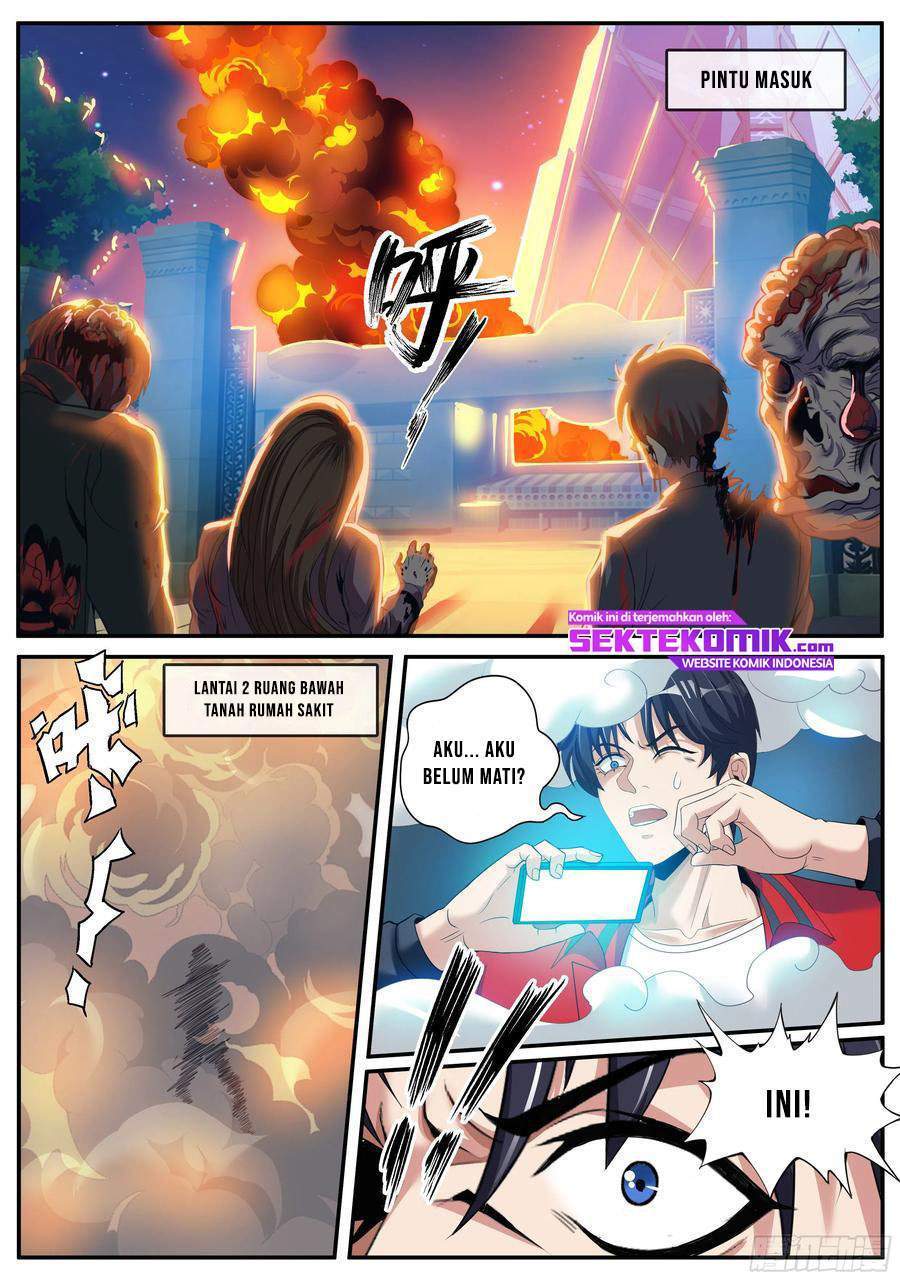 PINTU MASUK
呼
Komik ini di terjemahkan oleh:
SEKTEKOMIK.com
WEBSITE KOMIK INDONESIA
LANTAI 2 RUANG BAWAH
TANAH RUMAH SAKIT
AKU... AKU
BELUM MATI?
INI!